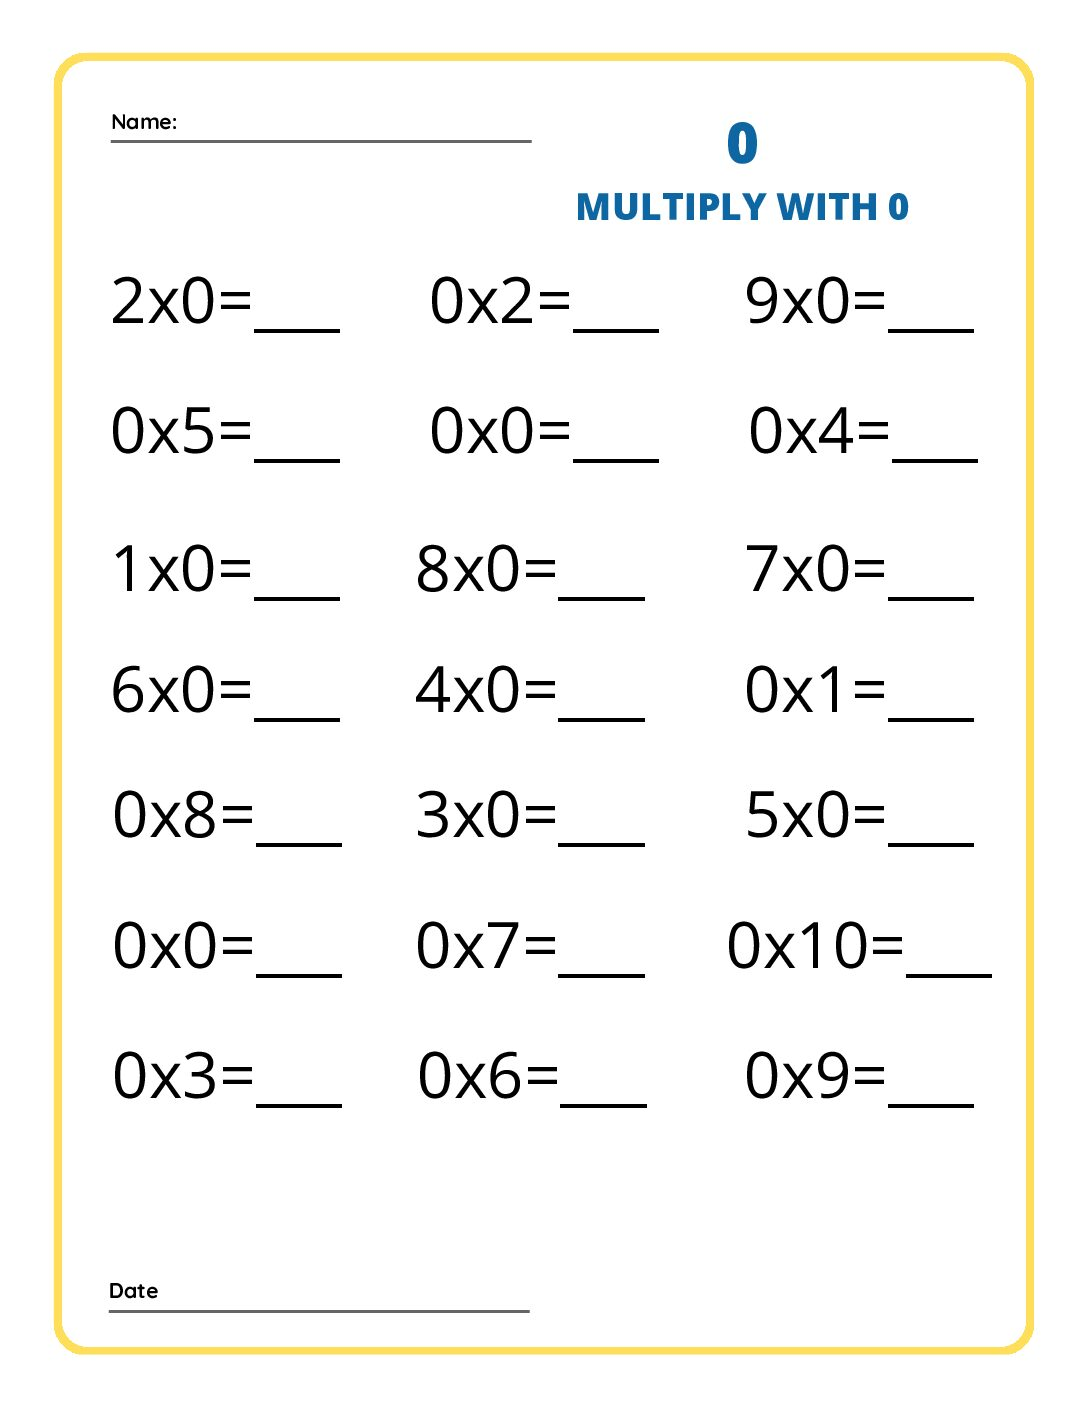 Name:
0
MULTIPLY WITH 0
2x0=___ 0x2=___ 9x0=___
0x5=___ 0x0=___ 0x4=___
1x0=___ 8x0=___ 7x0=___
6x0=___ 4x0=___ 0x1=___
0x8=___ 3x0=___ 5x0=___
0x0=___ 0x7=___ 0x10=___
0x3=___ 0x6=___ 0x9=___
Date